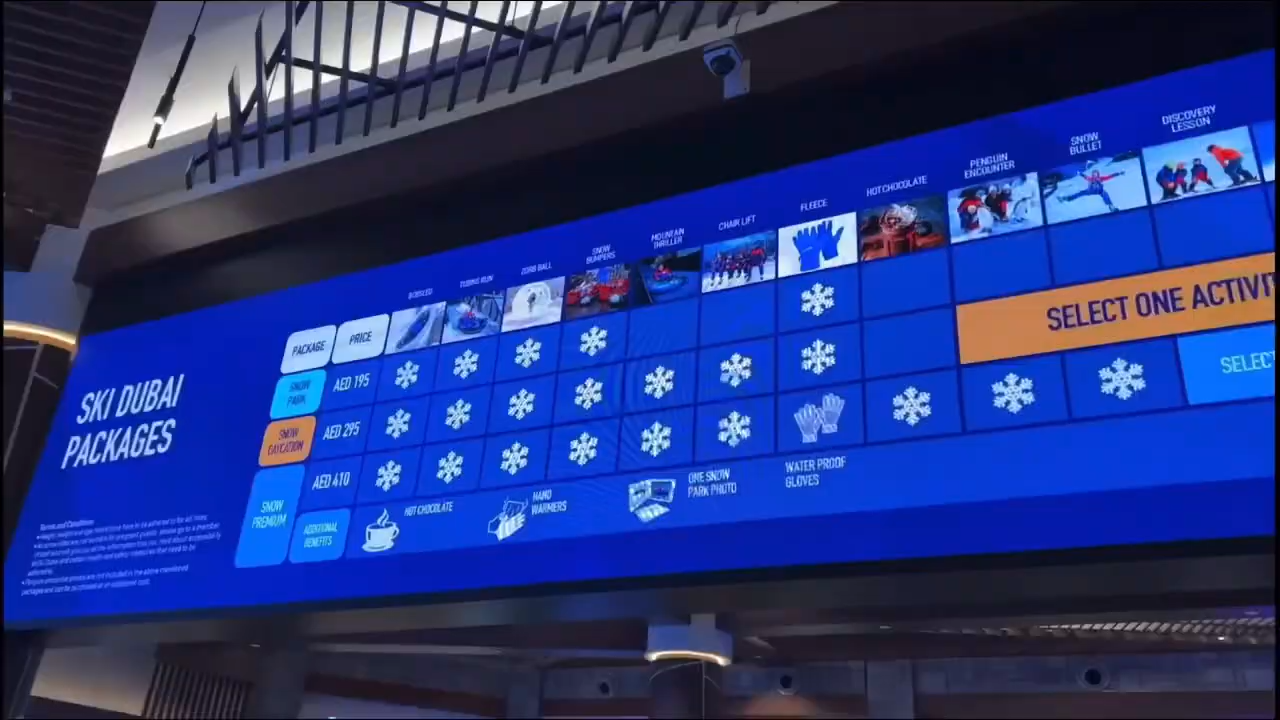 DISCOVERY
LESSON
SNOW
BULLET
PENGUIN
ENCOUNTER
HOT CHOCOLATE
FLEECE
CHAIR LIFT
MOUNTAIN
THRILLER
SNOW
BUMPERS
ZORB BALL
TUBING RUN
BOBSLED
PACKAGE
PRICE
SKI DUBAI
PACKAGES
SNOW
PARK
AED 195
SELECT ONE ACTIVI
SNOW
DAYCATION
AED 295
SELECT
SNOW
PREMIUM
AED 410
ADDITIONAL
BENEFITS
HOT CHOCOLATE
HAND
WARMERS
ONE SNOW
PARK PHOTO
WATER PROOF
GLOVES
Terms and Conditions